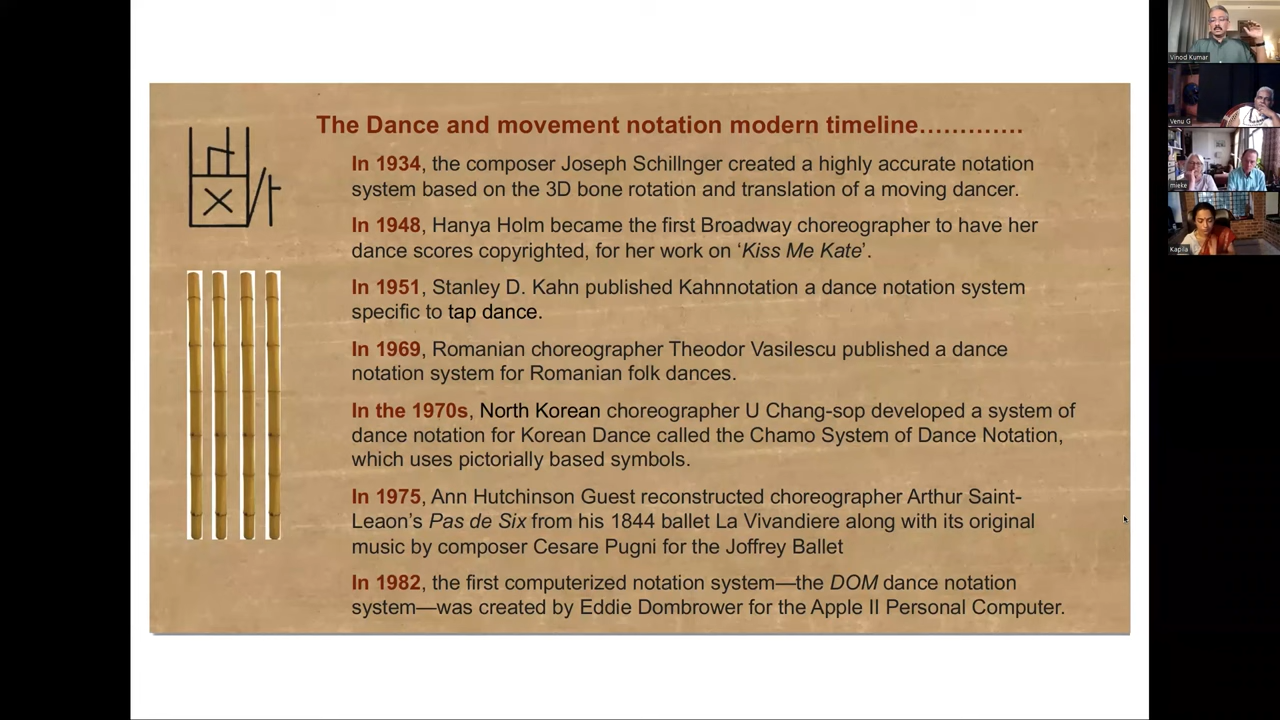 The Dance and movement notation modern timeline………….
In 1934, the composer Joseph Schillnger created a highly accurate notation
system based on the 3D bone rotation and translation of a moving dancer.
In 1948, Hanya Holm became the first Broadway choreographer to have her
dance scores copyrighted, for her work on ‘Kiss Me Kate’.
In 1951, Stanley D. Kahn published Kahnnotation a dance notation system
specific to tap dance.
In 1969, Romanian choreographer Theodor Vasilescu published a dance
notation system for Romanian folk dances.
In the 1970s, North Korean choreographer U Chang-sop developed a system of
dance notation for Korean Dance called the Chamo System of Dance Notation,
which uses pictorially based symbols.
In 1975, Ann Hutchinson Guest reconstructed choreographer Arthur Saint-
Leaon’s Pas de Six from his 1844 ballet La Vivandiere along with its original
music by composer Cesare Pugni for the Joffrey Ballet
In 1982, the first computerized notation system—the DOM dance notation
system—was created by Eddie Dombrower for the Apple II Personal Computer.
Vinod Kumar
Venu G
mieke
Kapila